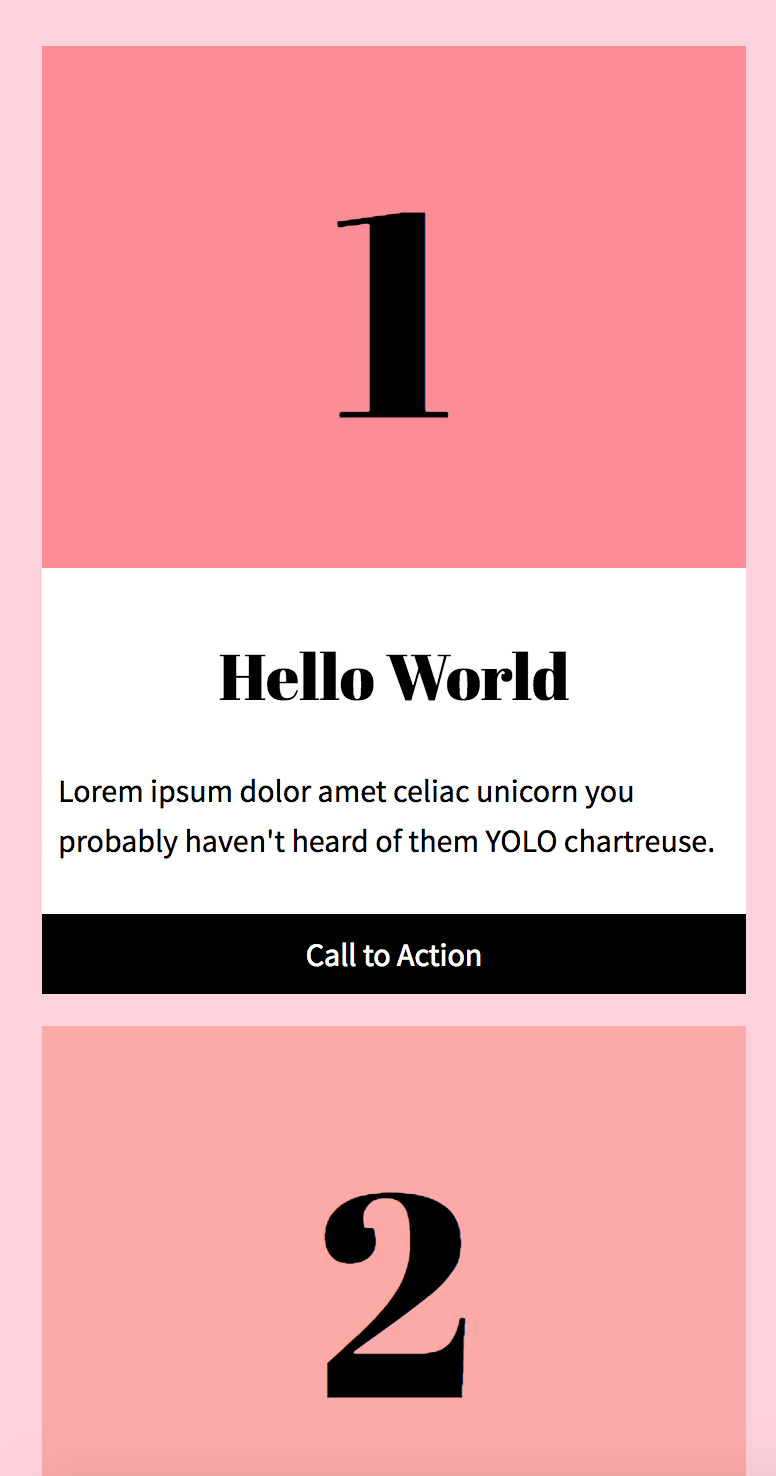 1
Hello World
Lorem ipsum dolor amet celiac unicorn you
probably haven't heard of them YOLO chartreuse.
Call to Action
2